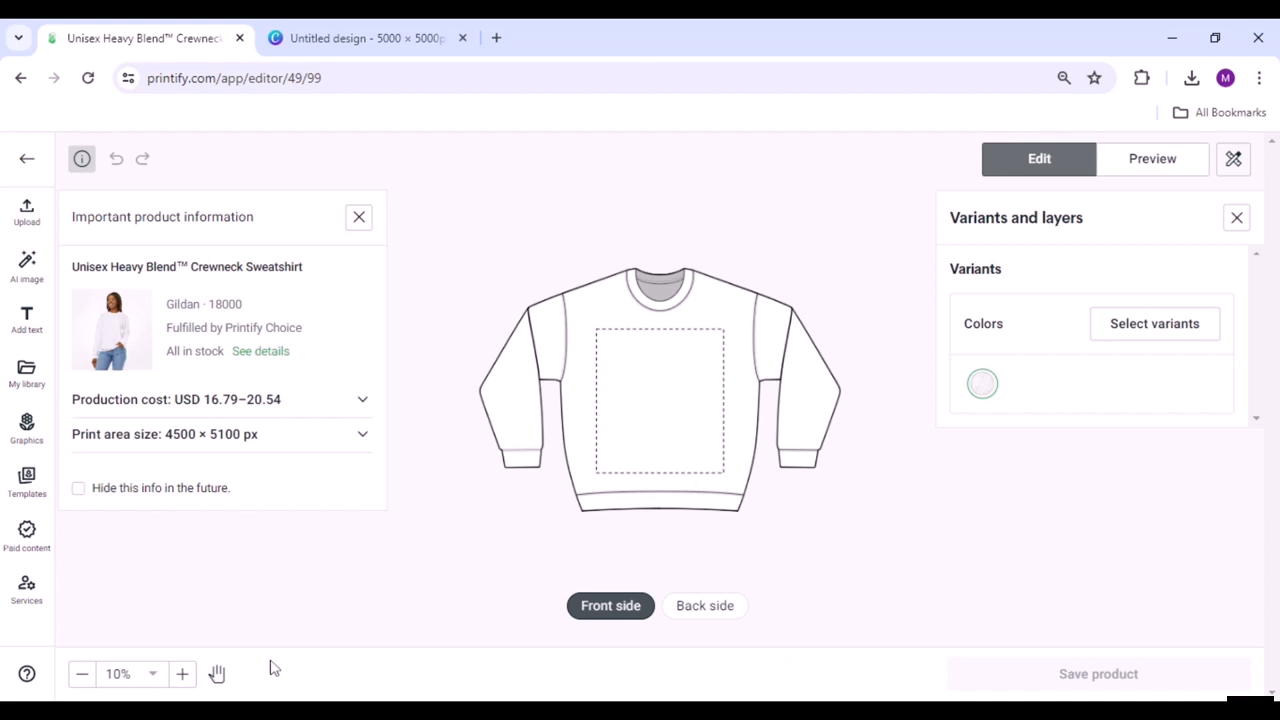 Unisex Heavy Blend™ Crewneck
Untitled design - 5000 × 5000p
printify.com/app/editor/49/99
M
All Bookmarks
Edit
Preview
Upload
AI image
Add text
My library
Graphics
Templates
Paid content
Services
Important product information
Unisex Heavy Blend™ Crewneck Sweatshirt
Gildan · 18000
Fulfilled by Printify Choice
All in stock See details
Production cost: USD 16.79–20.54
Print area size: 4500 × 5100 px
Hide this info in the future.
Variants and layers
Variants
Colors
Select variants
Front side
Back side
10%
Save product